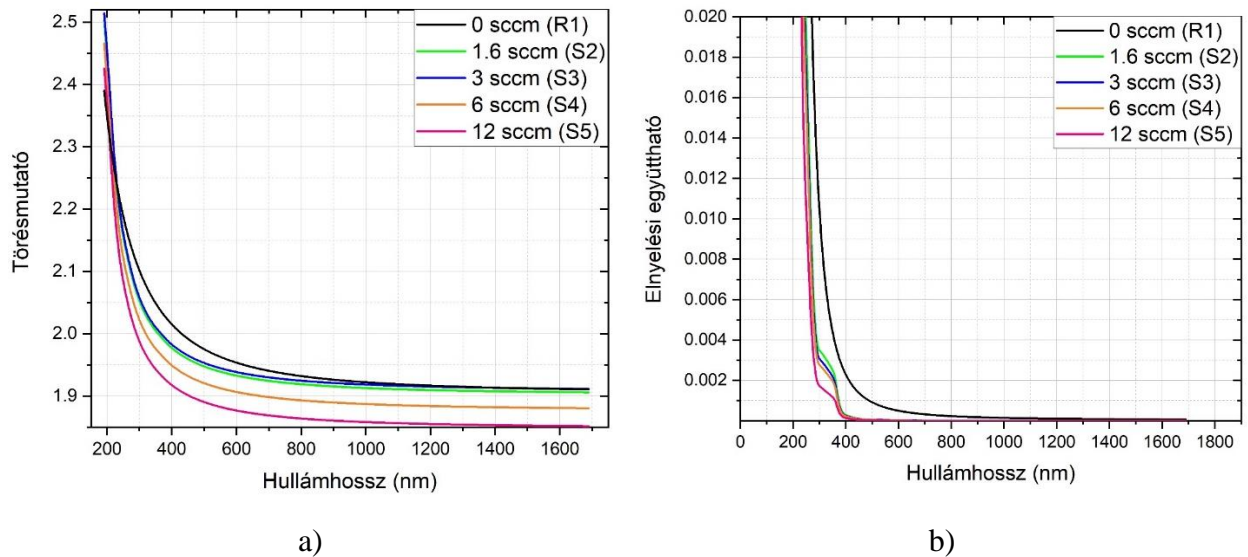 2.5
2.4
2.3
2.2
2.1
2.0
1.9
Törésmutató
0 sccm (R1)
1.6 sccm (S2)
3 sccm (S3)
6 sccm (S4)
12 sccm (S5)
200 400 600 800 1000 1200 1400 1600
Hullámhossz (nm)
a)
0.020
0.018
0.016
0.014
0.012
0.010
0.008
0.006
0.004
0.002
Elnyelési együttható
0 sccm (R1)
1.6 sccm (S2)
3 sccm (S3)
6 sccm (S4)
12 sccm (S5)
0 200 400 600 800 1000 1200 1400 1600 1800
Hullámhossz (nm)
b)